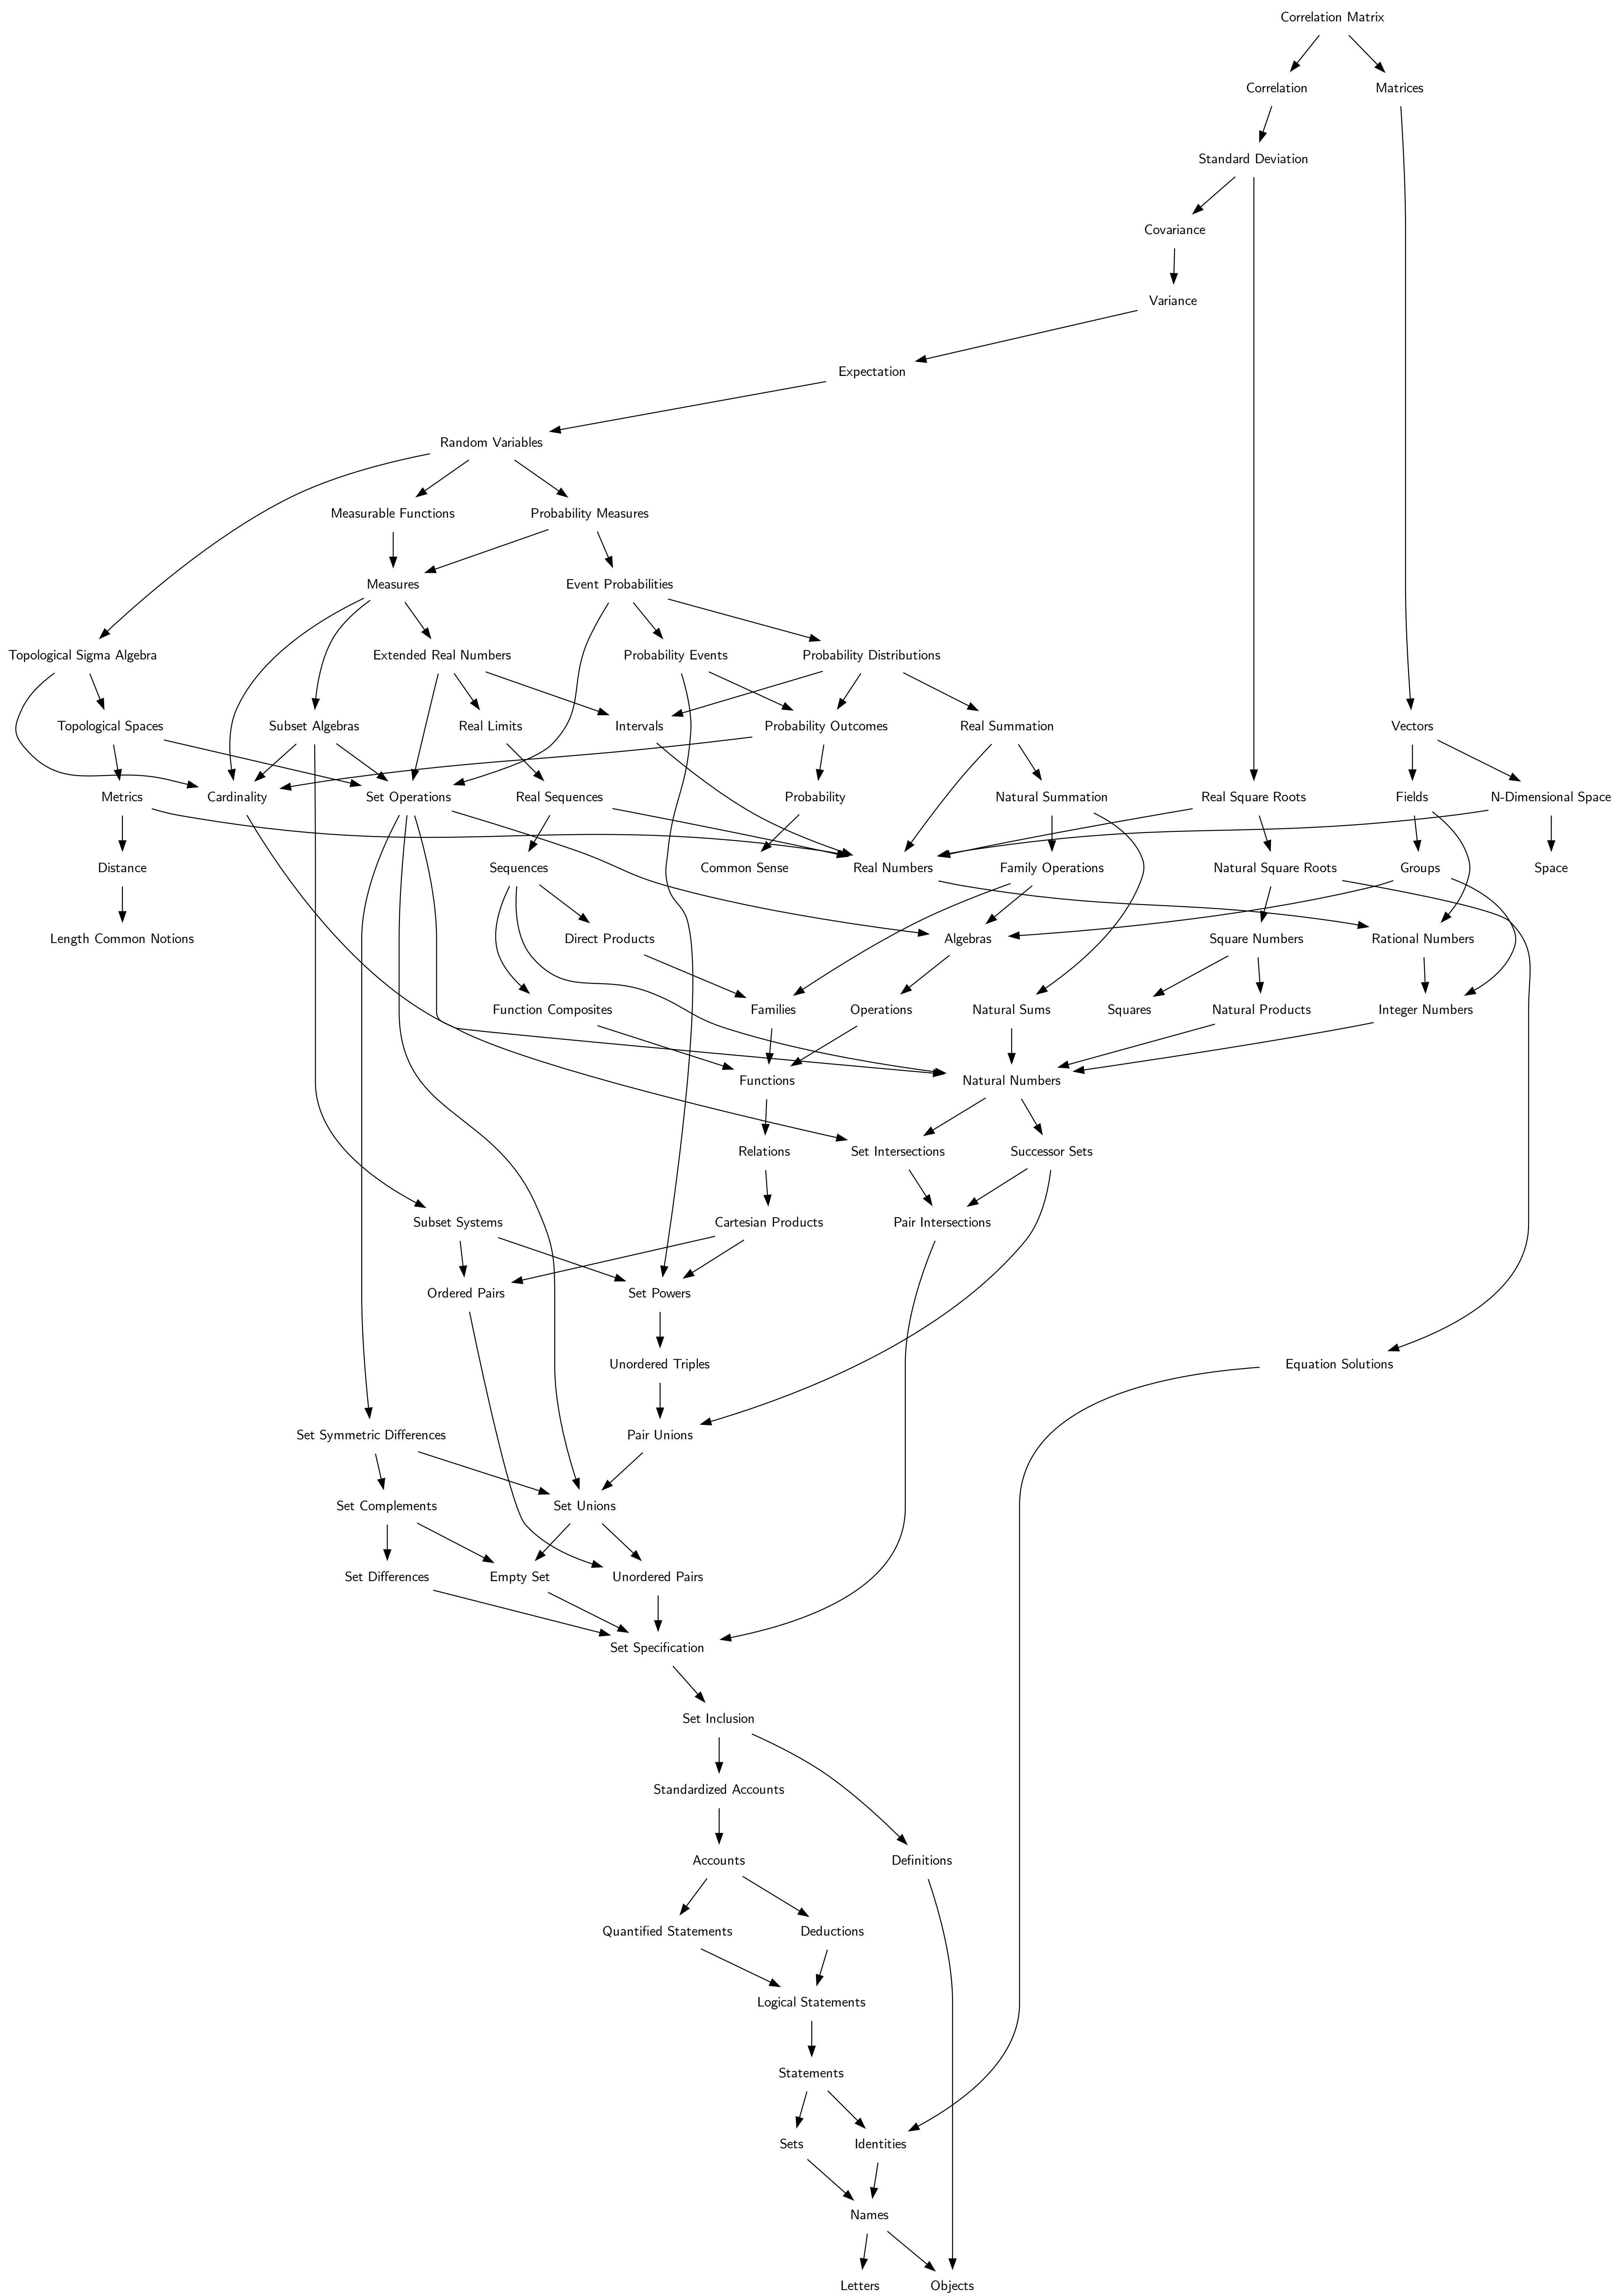 Correlation Matrix
Correlation
Matrices
Standard Deviation
Covariance
Variance
Expectation
Random Variables
Measurable Functions
Probability Measures
Measures
Event Probabilities
Topological Sigma Algebra
Extended Real Numbers
Probability Events
Probability Distributions
Topological Spaces
Subset Algebras
Real Limits
Intervals
Probability Outcomes
Real Summation
Vectors
Metrics
Cardinality
Set Operations
Real Sequences
Probability
Natural Summation
Real Square Roots
Fields
N-Dimensional Space
Distance
Sequences
Common Sense
Real Numbers
Family Operations
Natural Square Roots
Groups
Space
Length Common Notions
Direct Products
Algebras
Square Numbers
Rational Numbers
Function Composites
Families
Operations
Natural Sums
Squares
Natural Products
Integer Numbers
Functions
Natural Numbers
Relations
Set Intersections
Successor Sets
Subset Systems
Cartesian Products
Pair Intersections
Ordered Pairs
Set Powers
Unordered Triples
Equation Solutions
Set Symmetric Differences
Pair Unions
Set Complements
Set Unions
Set Differences
Empty Set
Unordered Pairs
Set Specification
Set Inclusion
Standardized Accounts
Accounts
Definitions
Quantified Statements
Deductions
Logical Statements
Statements
Sets
Identities
Names
Letters
Objects